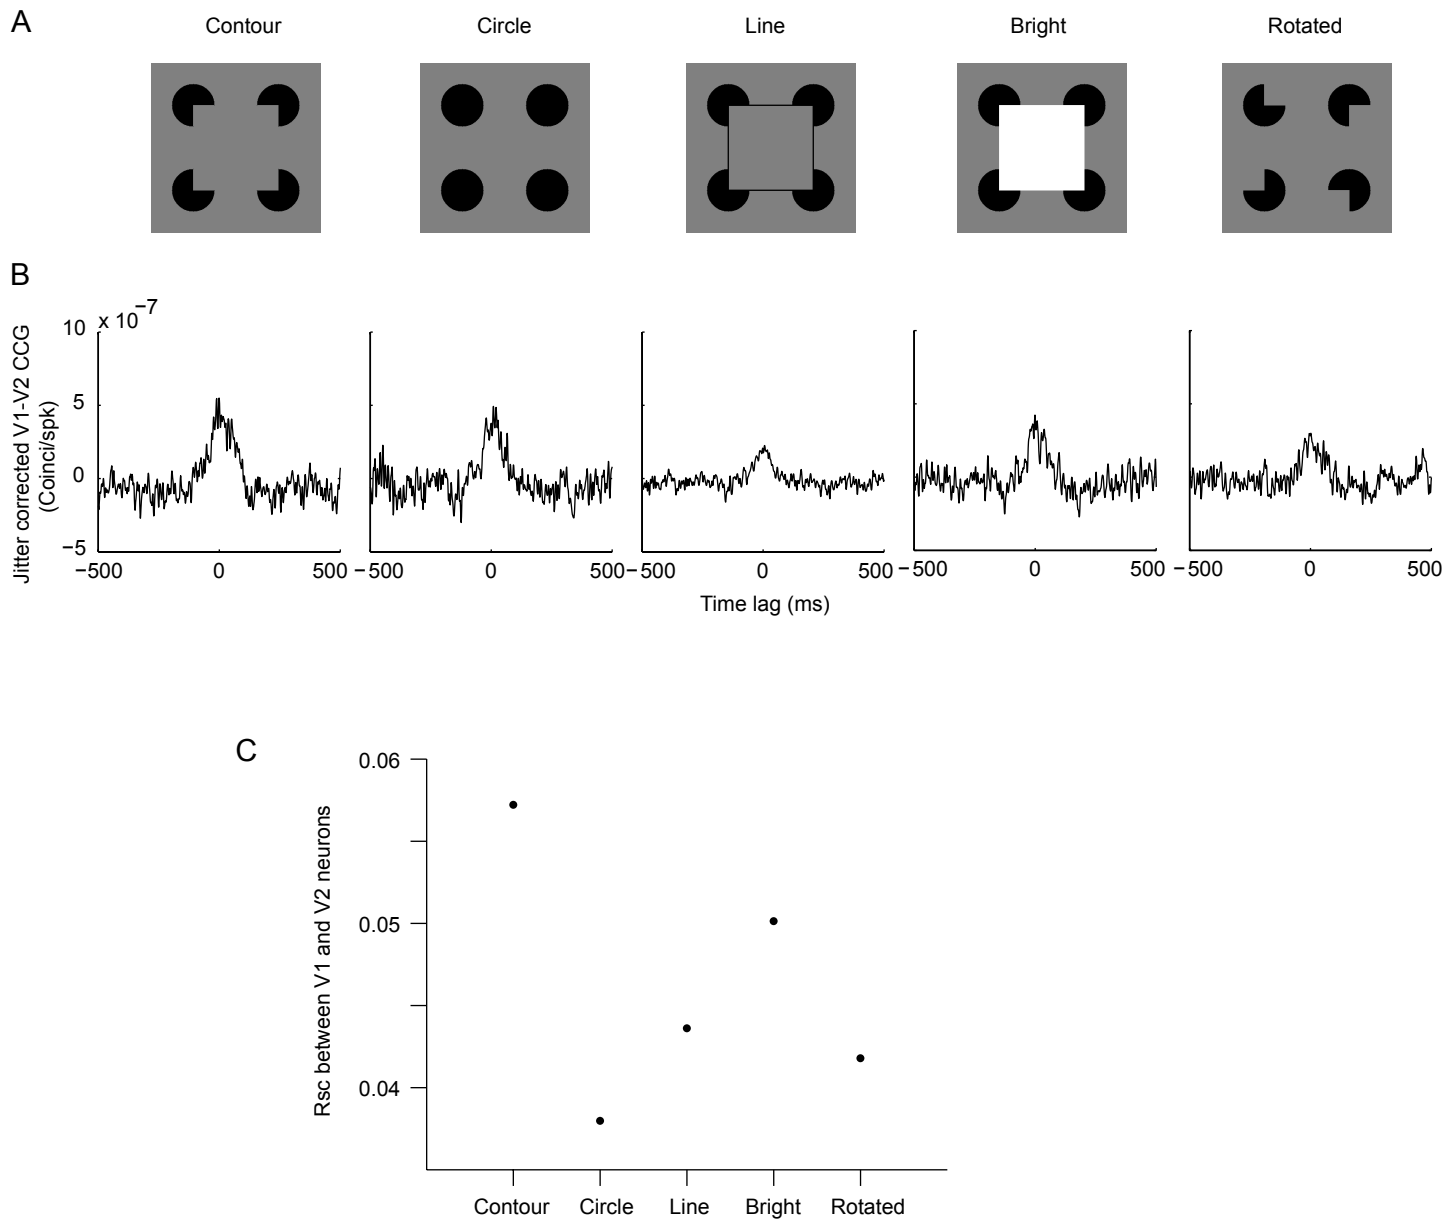 A
Contour Circle Line Bright Rotated
B
x 10−7
10
5
0
−5
Jitter corrected V1-V2 CCG
(Coinci/spk)
−500 0 500 −500 0 500 −500 0 500 −500 0 500 −500 0 500
Time lag (ms)
C
0.06
0.05
0.04
Rsc between V1 and V2 neurons
Contour Circle Line Bright Rotated